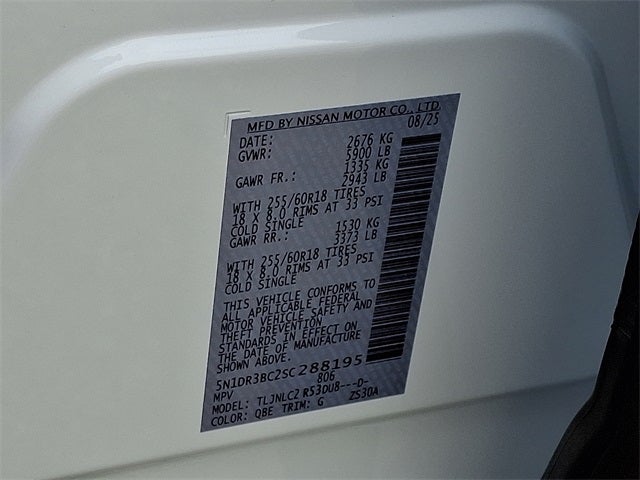 MFD BY NISSAN MOTOR CO., LTD.
DATE: 08/25
GVWR: 2676 KG
5900 LB
GAWR FR.: 1335 KG
2943 LB
WITH 255/60R18 TIRES
18 X 8.0 RIMS AT 33 PSI
COLD SINGLE
GAWR RR.: 1530 KG
3373 LB
WITH 255/60R18 TIRES
18 X 8.0 RIMS AT 33 PSI
COLD SINGLE
THIS VEHICLE CONFORMS TO
ALL APPLICABLE FEDERAL
MOTOR VEHICLE SAFETY AND
THEFT PREVENTION
STANDARDS IN EFFECT ON
THE DATE OF MANUFACTURE
SHOWN ABOVE.
5N1DR3BC2SC288195
MPV 806
MODEL: TLJNLC2 R53DU8---D-
COLOR: QBE TRIM: G ZS30A